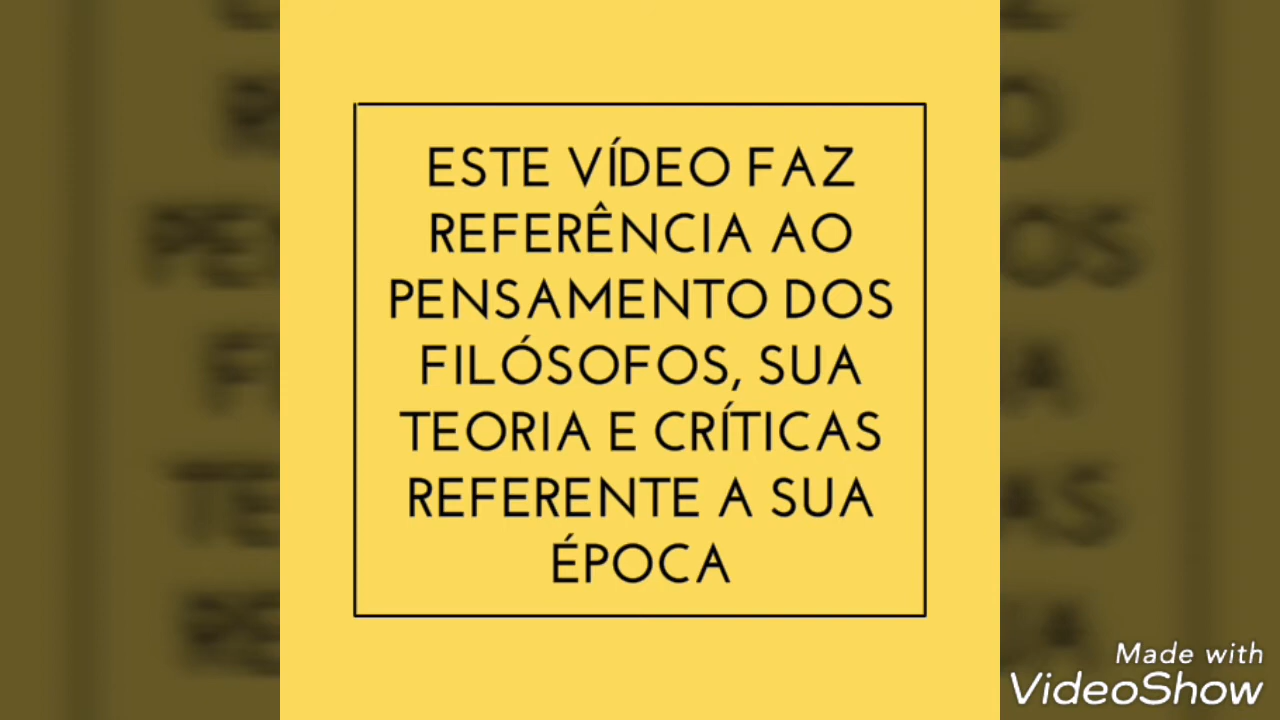 ESTE VÍDEO FAZ
REFERÊNCIA AO
PENSAMENTO DOS
FILÓSOFOS, SUA
TEORIA E CRÍTICAS
REFERENTE A SUA
ÉPOCA
Made with
VideoShow